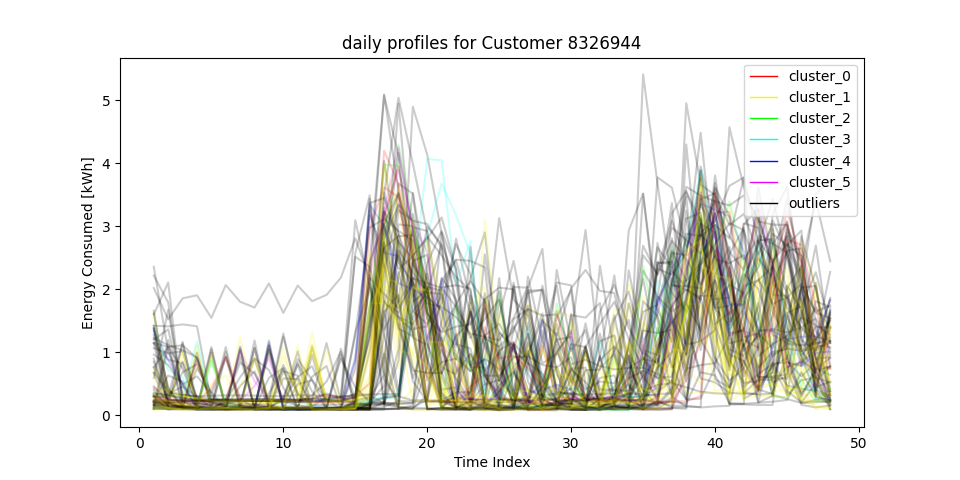 daily profiles for Customer 8326944
Energy Consumed [kWh]
5
4
3
2
1
0
0 10 20 30 40 50
Time Index
cluster_0
cluster_1
cluster_2
cluster_3
cluster_4
cluster_5
outliers